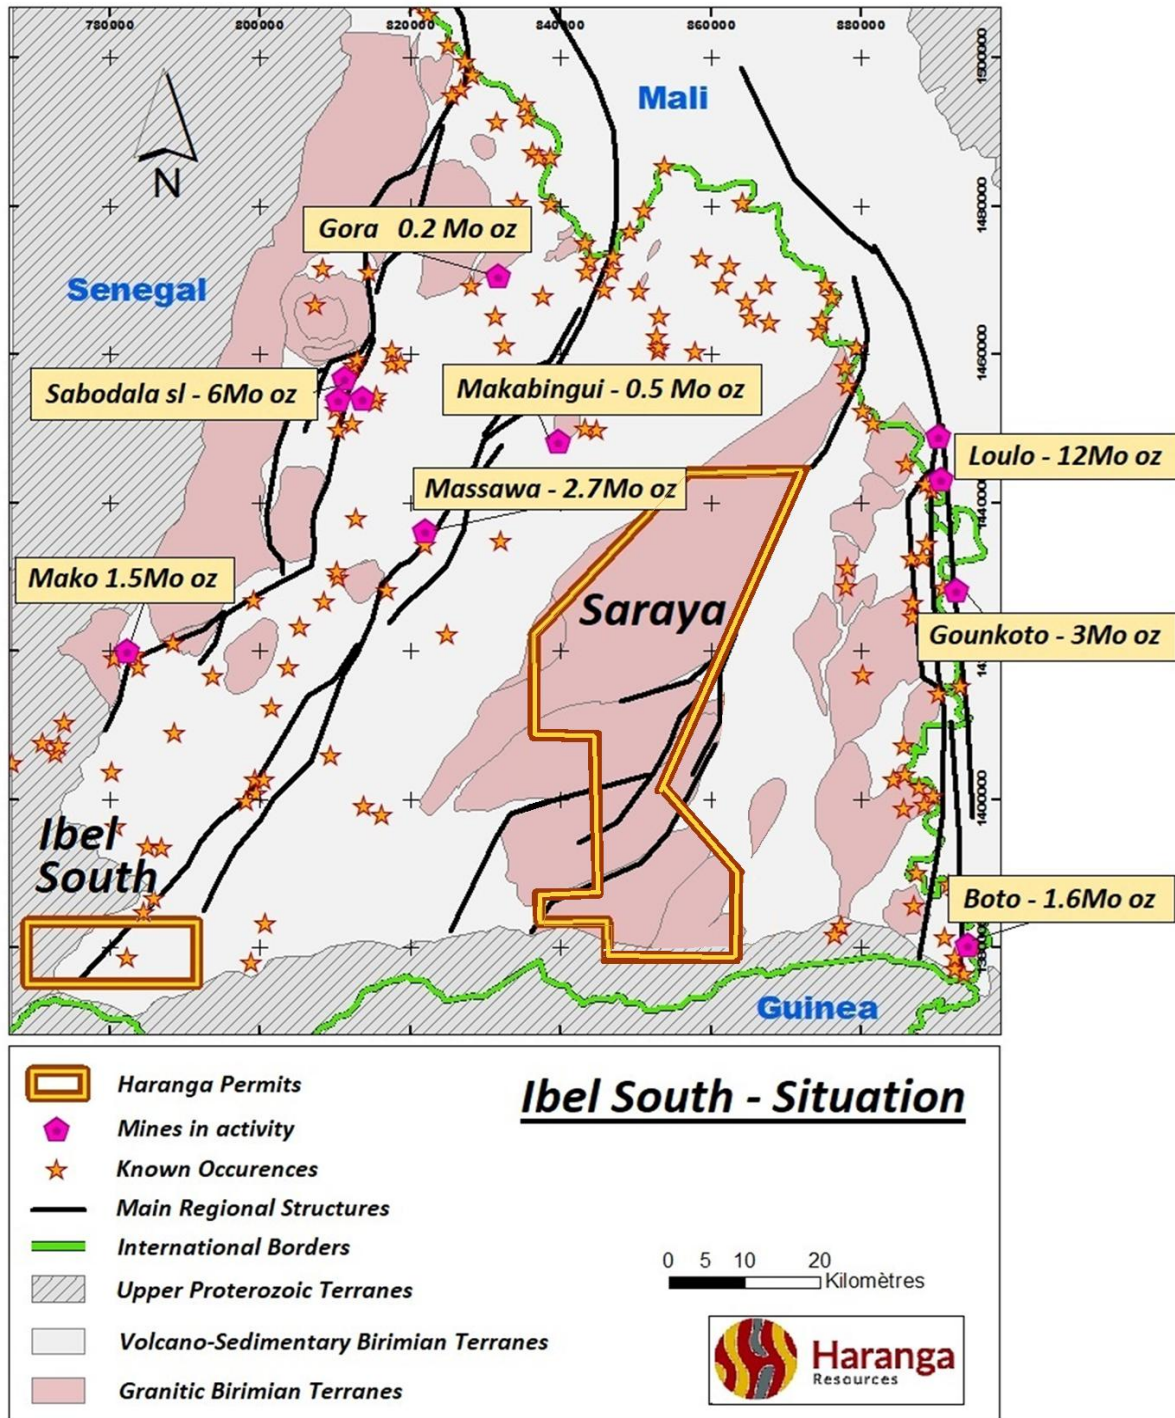 780000 800000 820000 840000 860000 880000
1500000
Mali
N
1480000
Gora 0.2 Mo oz
Senegal
1460000
Sabodala sl - 6Mo oz
Makabingui - 0.5 Mo oz
Loulo - 12Mo oz
Massawa - 2.7Mo oz
1440000
Mako 1.5Mo oz
Saraya
Gounkoto - 3Mo oz
1400000
Ibel
South
Boto - 1.6Mo oz
Guinea
Haranga Permits
Ibel South - Situation
Mines in activity
Known Occurences
Main Regional Structures
International Borders
0 5 10 20
Kilomètres
Upper Proterozoic Terranes
Volcano-Sedimentary Birimian Terranes
Granitic Birimian Terranes
Haranga
Resources